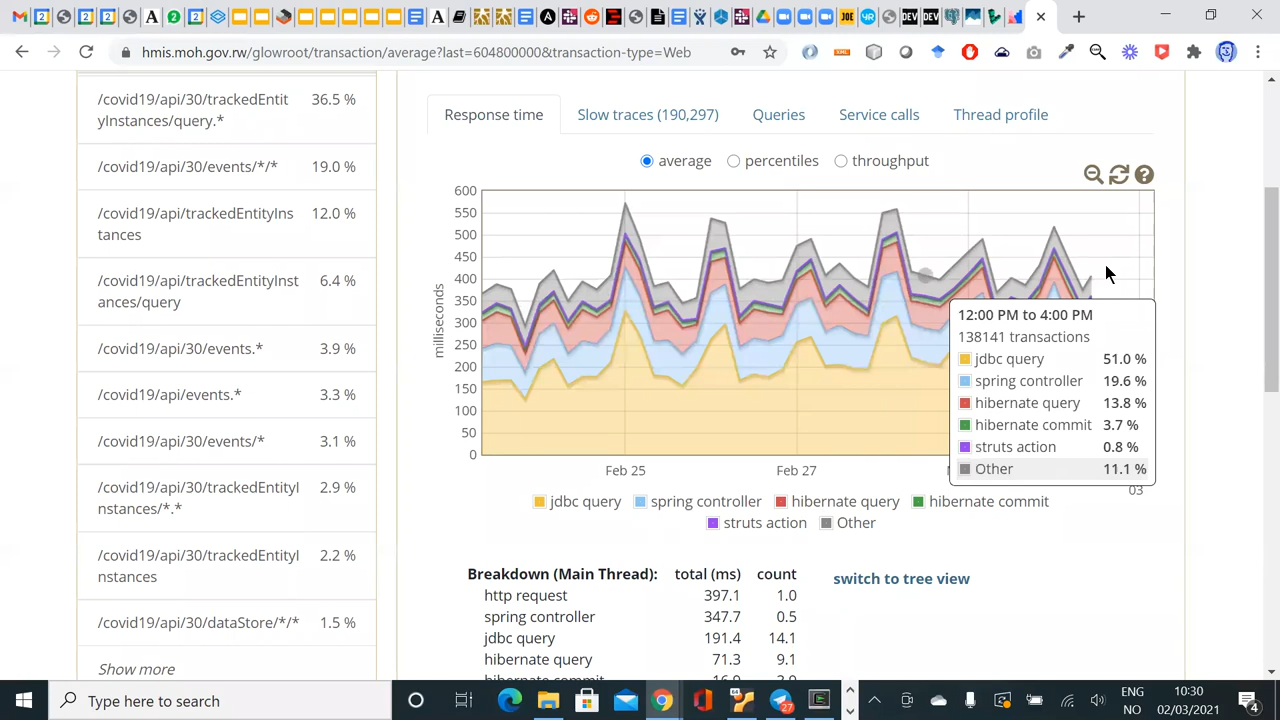 hmis.moh.gov.rw/glowroot/transaction/average?last=604800000&transaction-type=Web
/covid19/api/30/trackedEntit
yInstances/query.*
36.5 %
/covid19/api/30/events/*/*
19.0 %
/covid19/api/trackedEntityIns
tances
12.0 %
/covid19/api/trackedEntityInst
ances/query
6.4 %
/covid19/api/30/events.*
3.9 %
/covid19/api/events.*
3.3 %
/covid19/api/30/events/*
3.1 %
/covid19/api/30/trackedEntityI
nstances/*.*
2.9 %
/covid19/api/30/trackedEntityI
nstances
2.2 %
/covid19/api/30/dataStore/*/*
1.5 %
Show more
Response time
Slow traces (190,297)
Queries
Service calls
Thread profile
average
percentiles
throughput
600
550
500
450
400
350
300
250
200
150
100
50
0
milliseconds
Feb 25
Feb 27
03
12:00 PM to 4:00 PM
138141 transactions
jdbc query 51.0 %
spring controller 19.6 %
hibernate query 13.8 %
hibernate commit 3.7 %
struts action 0.8 %
Other 11.1 %
jdbc query spring controller hibernate query hibernate commit
struts action Other
Breakdown (Main Thread): total (ms) count
http request 397.1 1.0
spring controller 347.7 0.5
jdbc query 191.4 14.1
hibernate query 71.3 9.1
switch to tree view
Type here to search
27
ENG
NO
10:30
02/03/2021
4